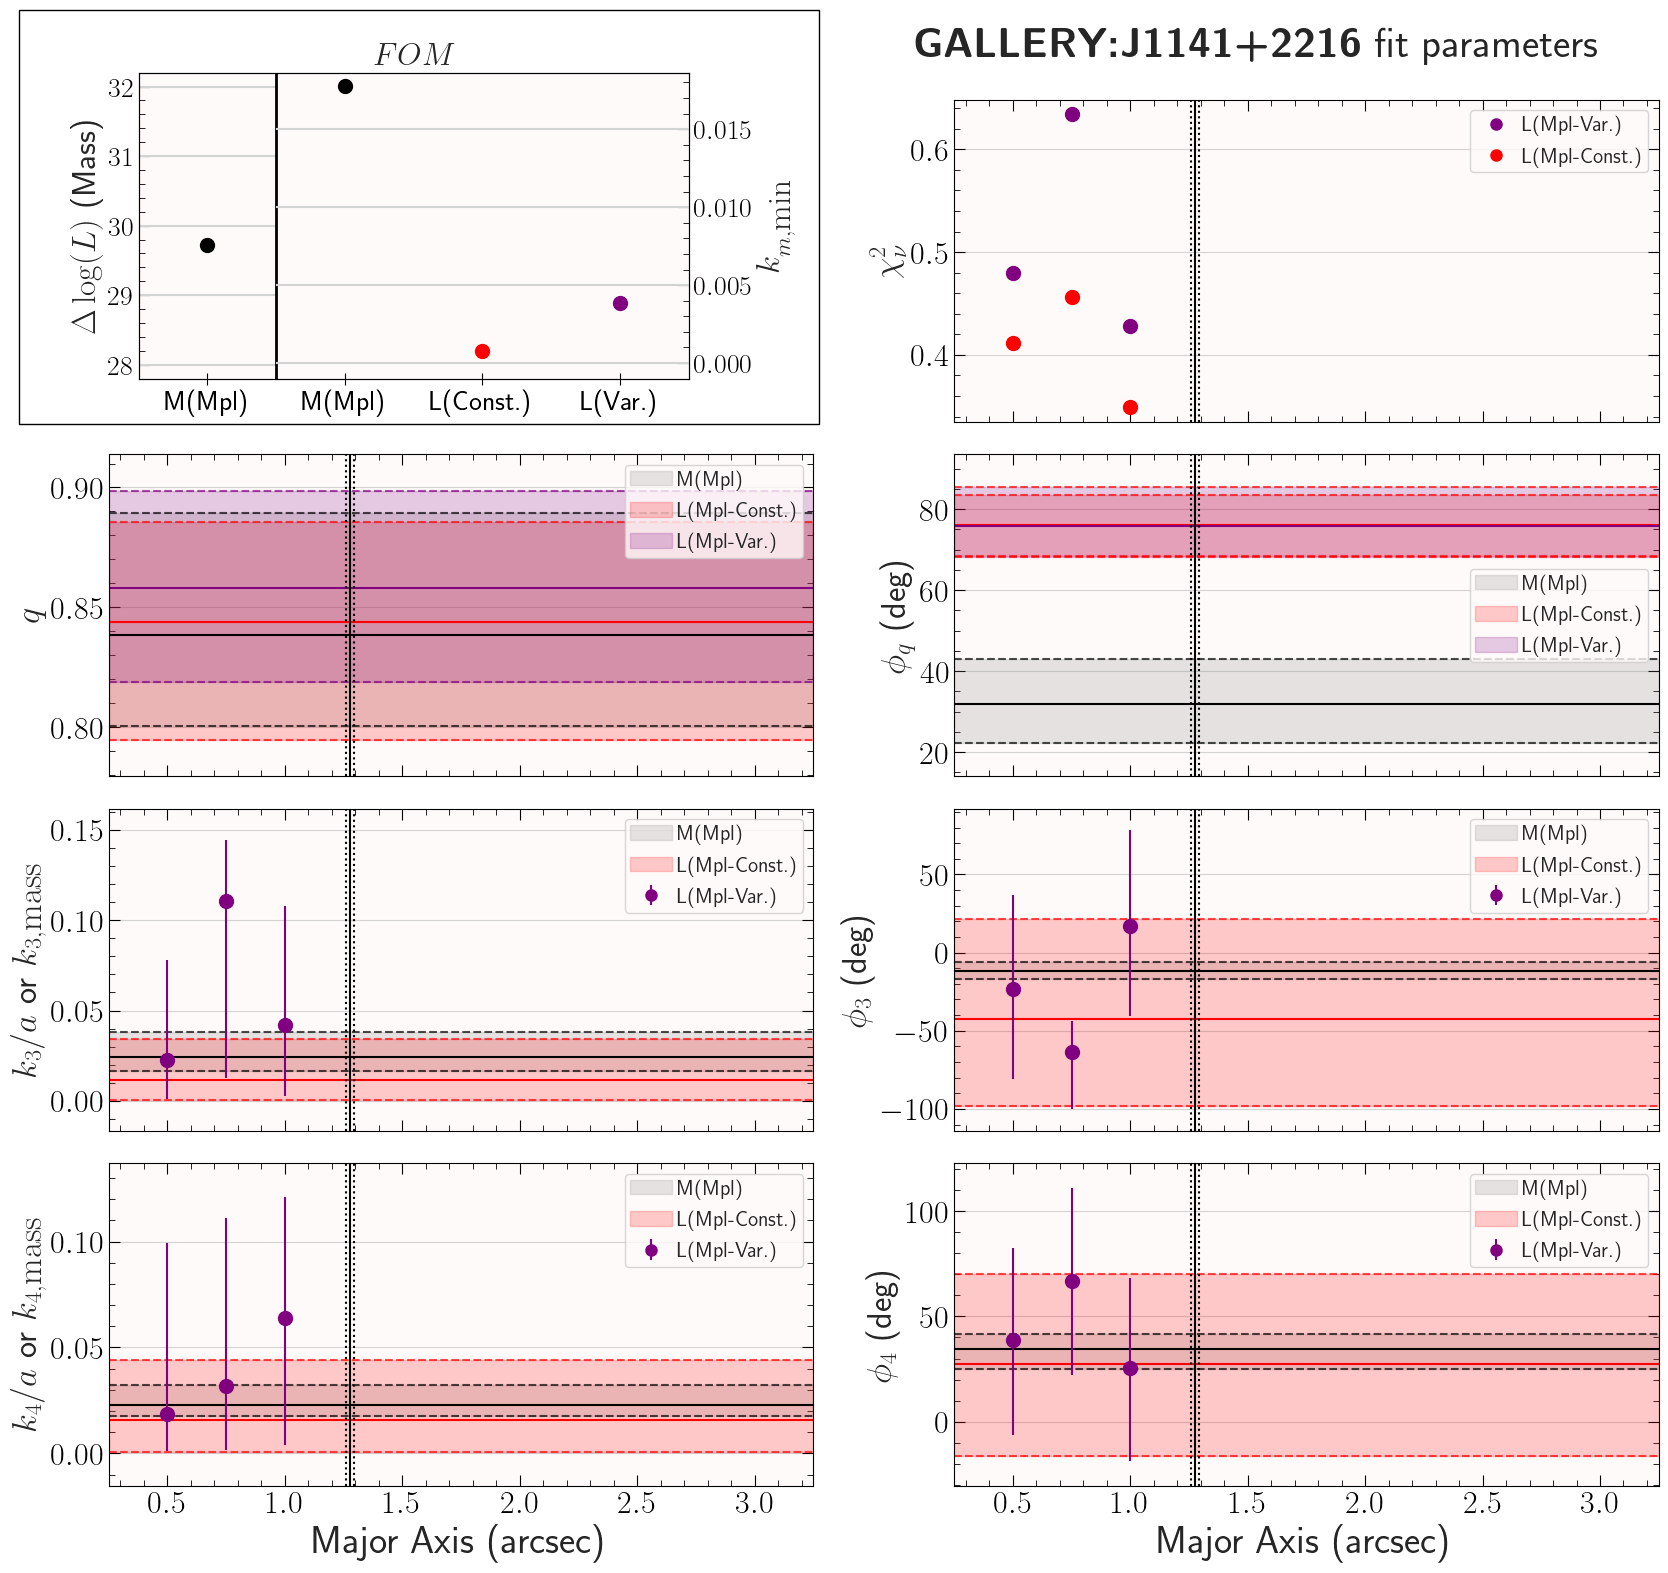 FOM
GALLERY:J1141+2216 fit parameters
Δ log(L) (Mass)
32
31
30
29
28
0.015
0.010
0.005
0.000
k_{m,min}
M(Mpl) M(Mpl) L(Const.) L(Var.)
χ²_ν
0.6
0.5
0.4
L(Mpl-Var.)
L(Mpl-Const.)
q
0.90
0.85
0.80
M(Mpl)
L(Mpl-Const.)
L(Mpl-Var.)
ϕ_q (deg)
80
60
40
20
M(Mpl)
L(Mpl-Const.)
L(Mpl-Var.)
k_3/a or k_{3,mass}
0.15
0.10
0.05
0.00
M(Mpl)
L(Mpl-Const.)
L(Mpl-Var.)
ϕ_3 (deg)
50
0
−50
−100
M(Mpl)
L(Mpl-Const.)
L(Mpl-Var.)
k_4/a or k_{4,mass}
0.10
0.05
0.00
M(Mpl)
L(Mpl-Const.)
L(Mpl-Var.)
0.5 1.0 1.5 2.0 2.5 3.0
Major Axis (arcsec)
ϕ_4 (deg)
100
50
0
M(Mpl)
L(Mpl-Const.)
L(Mpl-Var.)
0.5 1.0 1.5 2.0 2.5 3.0
Major Axis (arcsec)